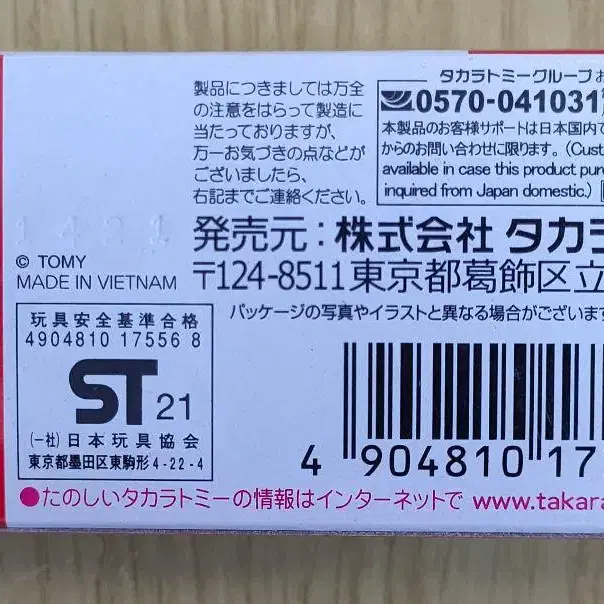 製品につきましては万全
の注意をはらって製造に
当たっておりますが、
万一お気づきの点などが
ございましたら、
右記までご連絡ください。
タカラトミーグループお
0570-041031
本製品のお客様サポートは日本国内で
からのお問い合わせに限ります。(Cust
available in case this product pur
inquired from Japan domestic.)
1421
発売元：株式会社 タカラ
© TOMY
MADE IN VIETNAM
〒124-8511東京都葛飾区立
パッケージの写真やイラストと異なる場合がございます
玩具安全基準合格
4904810 17556 8
ST 21
(一社)日本玩具協会
東京都墨田区東駒形4-22-4
4 904810 17
●たのしいタカラトミーの情報はインターネットで www.takara